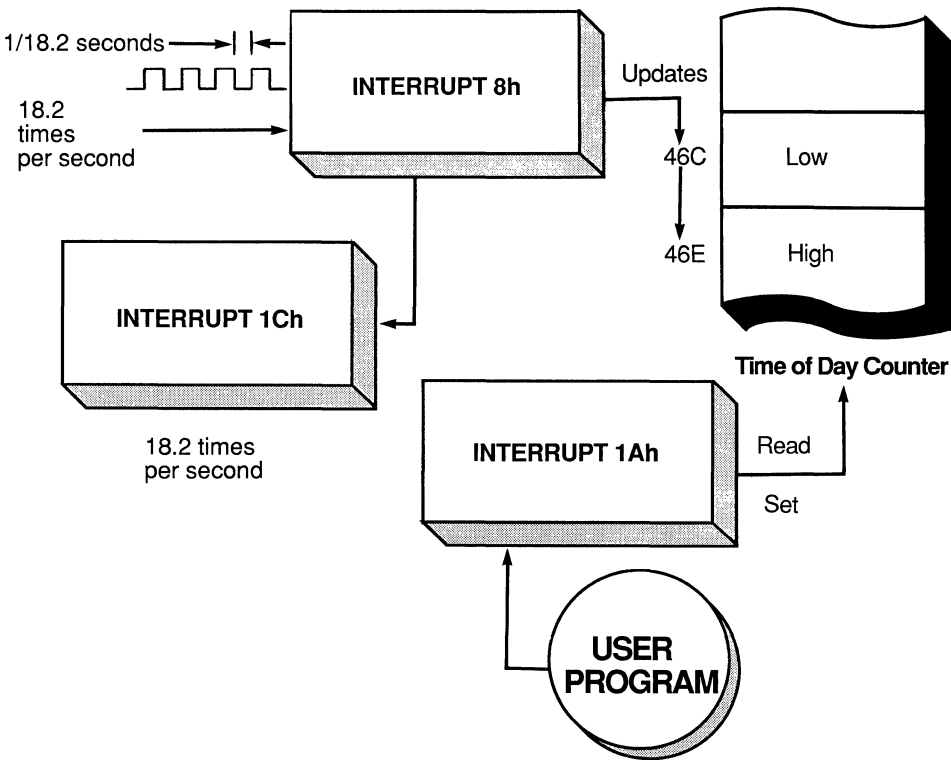 1/18.2 seconds
18.2
times
per second
INTERRUPT 8h
Updates
46C
Low
46E
High
Time of Day Counter
INTERRUPT 1Ch
18.2 times
per second
INTERRUPT 1Ah
Read
Set
USER
PROGRAM